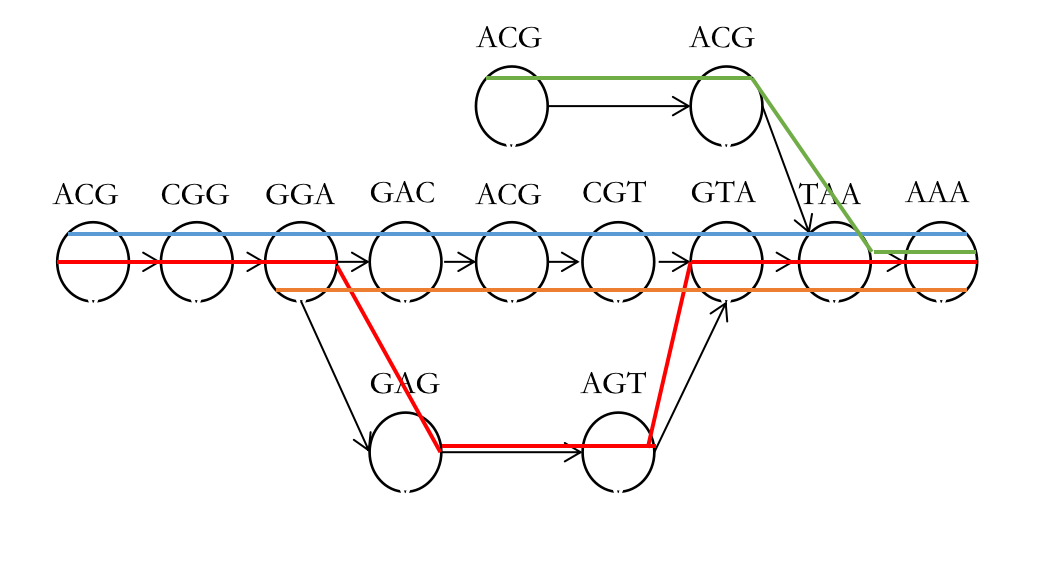 ACG ACG
ACG CGG GGA GAC ACG CGT GTA TAA AAA
GAG AGT